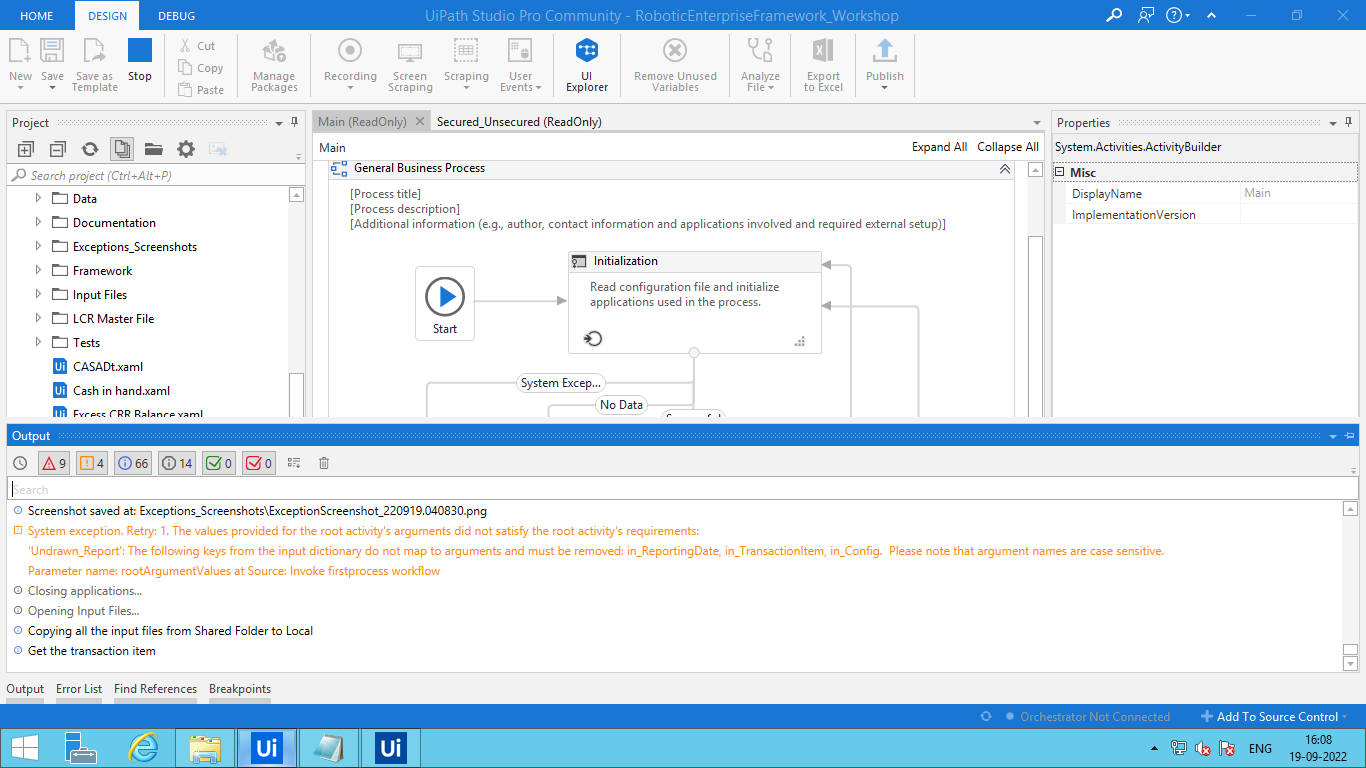 HOME DESIGN DEBUG UiPath Studio Pro Community - RoboticEnterpriseFramework_Workshop
New Save Save as Template Stop
Cut
Copy
Paste
Manage Packages
Recording
Screen Scraping
Scraping
User Events
UI Explorer
Remove Unused Variables
Analyze File
Export to Excel
Publish
Project
Search project (Ctrl+Alt+P)
Data
Documentation
Exceptions_Screenshots
Framework
Input Files
LCR Master File
Tests
CASADt.xaml
Cash in hand.xaml
Excess CRR Balance.xaml
Main (ReadOnly) Secured_Unsecured (ReadOnly)
Main Expand All Collapse All
General Business Process
[Process title]
[Process description]
[Additional information (e.g., author, contact information and applications involved and required external setup)]
Start
Initialization
Read configuration file and initialize
applications used in the process.
System Excep...
No Data
Properties
System.Activities.ActivityBuilder
Misc
DisplayName Main
ImplementationVersion
Output
9 4 66 14 0 0
Search
Screenshot saved at: Exceptions_Screenshots\ExceptionScreenshot_220919.040830.png
System exception. Retry: 1. The values provided for the root activity's arguments did not satisfy the root activity's requirements:
'Undrawn_Report': The following keys from the input dictionary do not map to arguments and must be removed: in_ReportingDate, in_TransactionItem, in_Config. Please note that argument names are case sensitive.
Parameter name: rootArgumentValues at Source: Invoke firstprocess workflow
Closing applications...
Opening Input Files...
Copying all the input files from Shared Folder to Local
Get the transaction item
Output Error List Find References Breakpoints
Orchestrator Not Connected Add To Source Control
Ui Ui ENG 16:08
19-09-2022